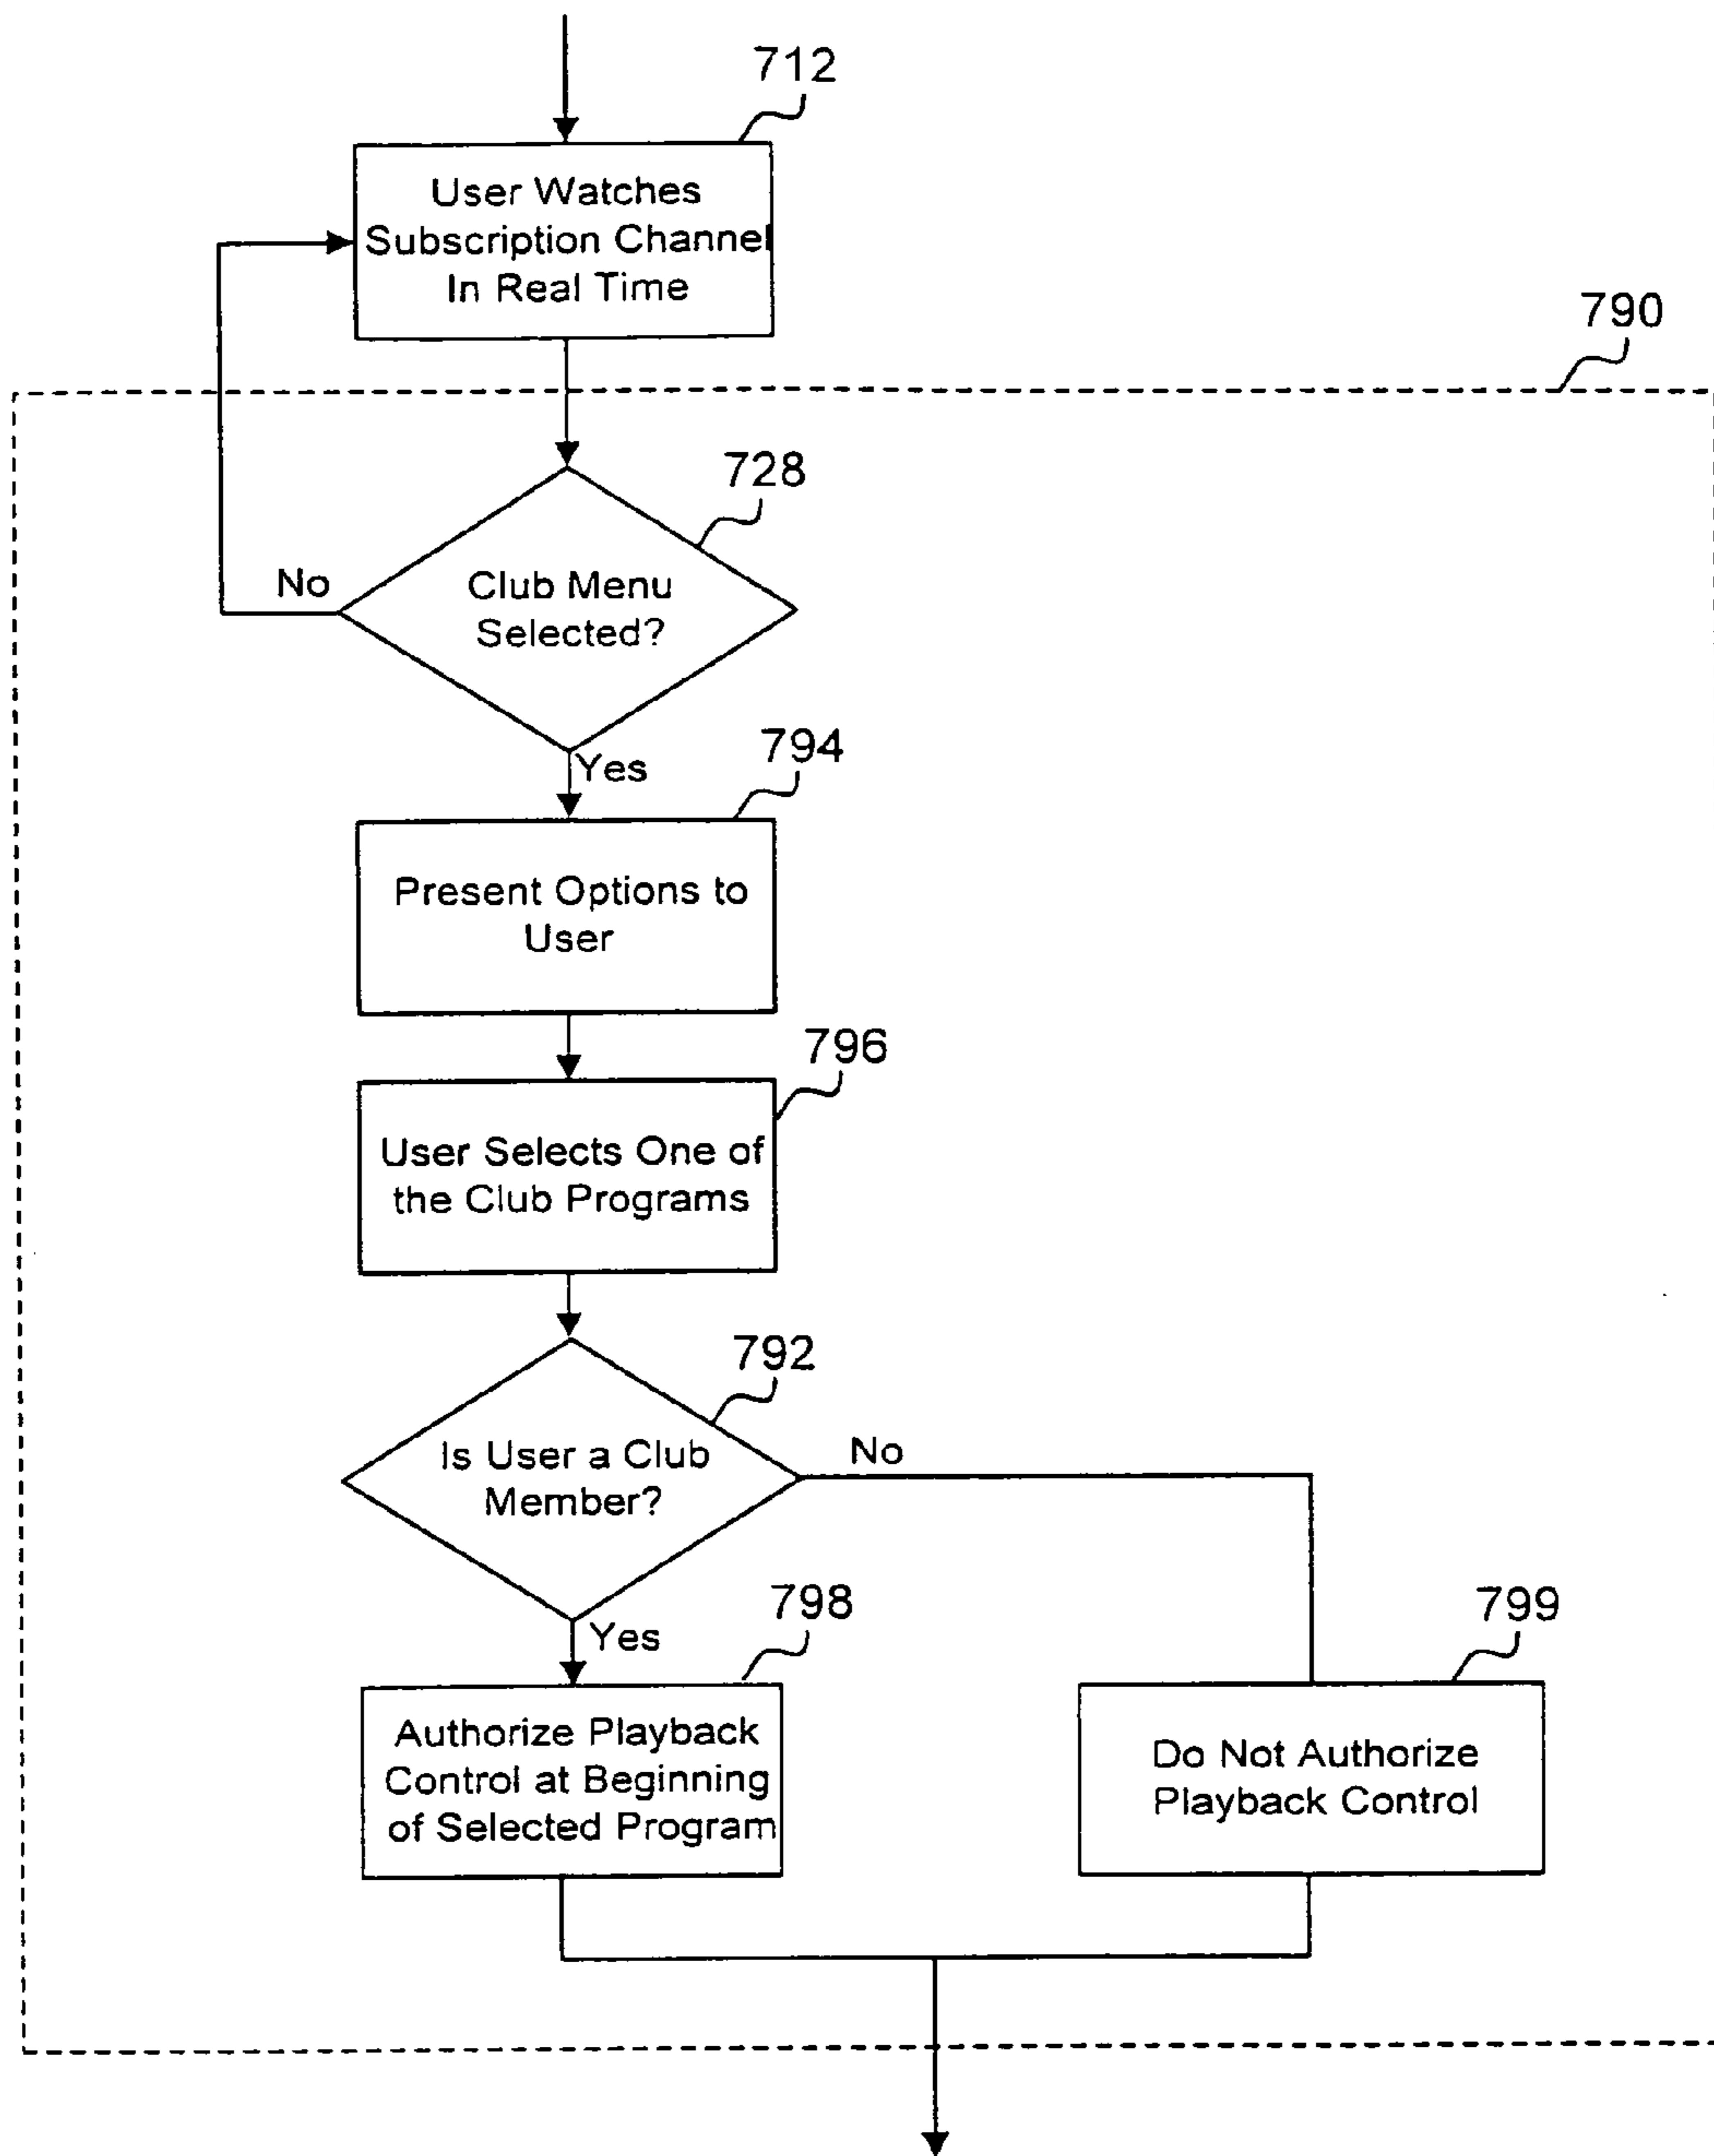 712
User Watches
Subscription Channel
In Real Time
790
728
No
Club Menu
Selected?
Yes
794
Present Options to
User
796
User Selects One of
the Club Programs
792
Is User a Club
Member?
No
Yes
798
799
Authorize Playback
Control at Beginning
of Selected Program
Do Not Authorize
Playback Control